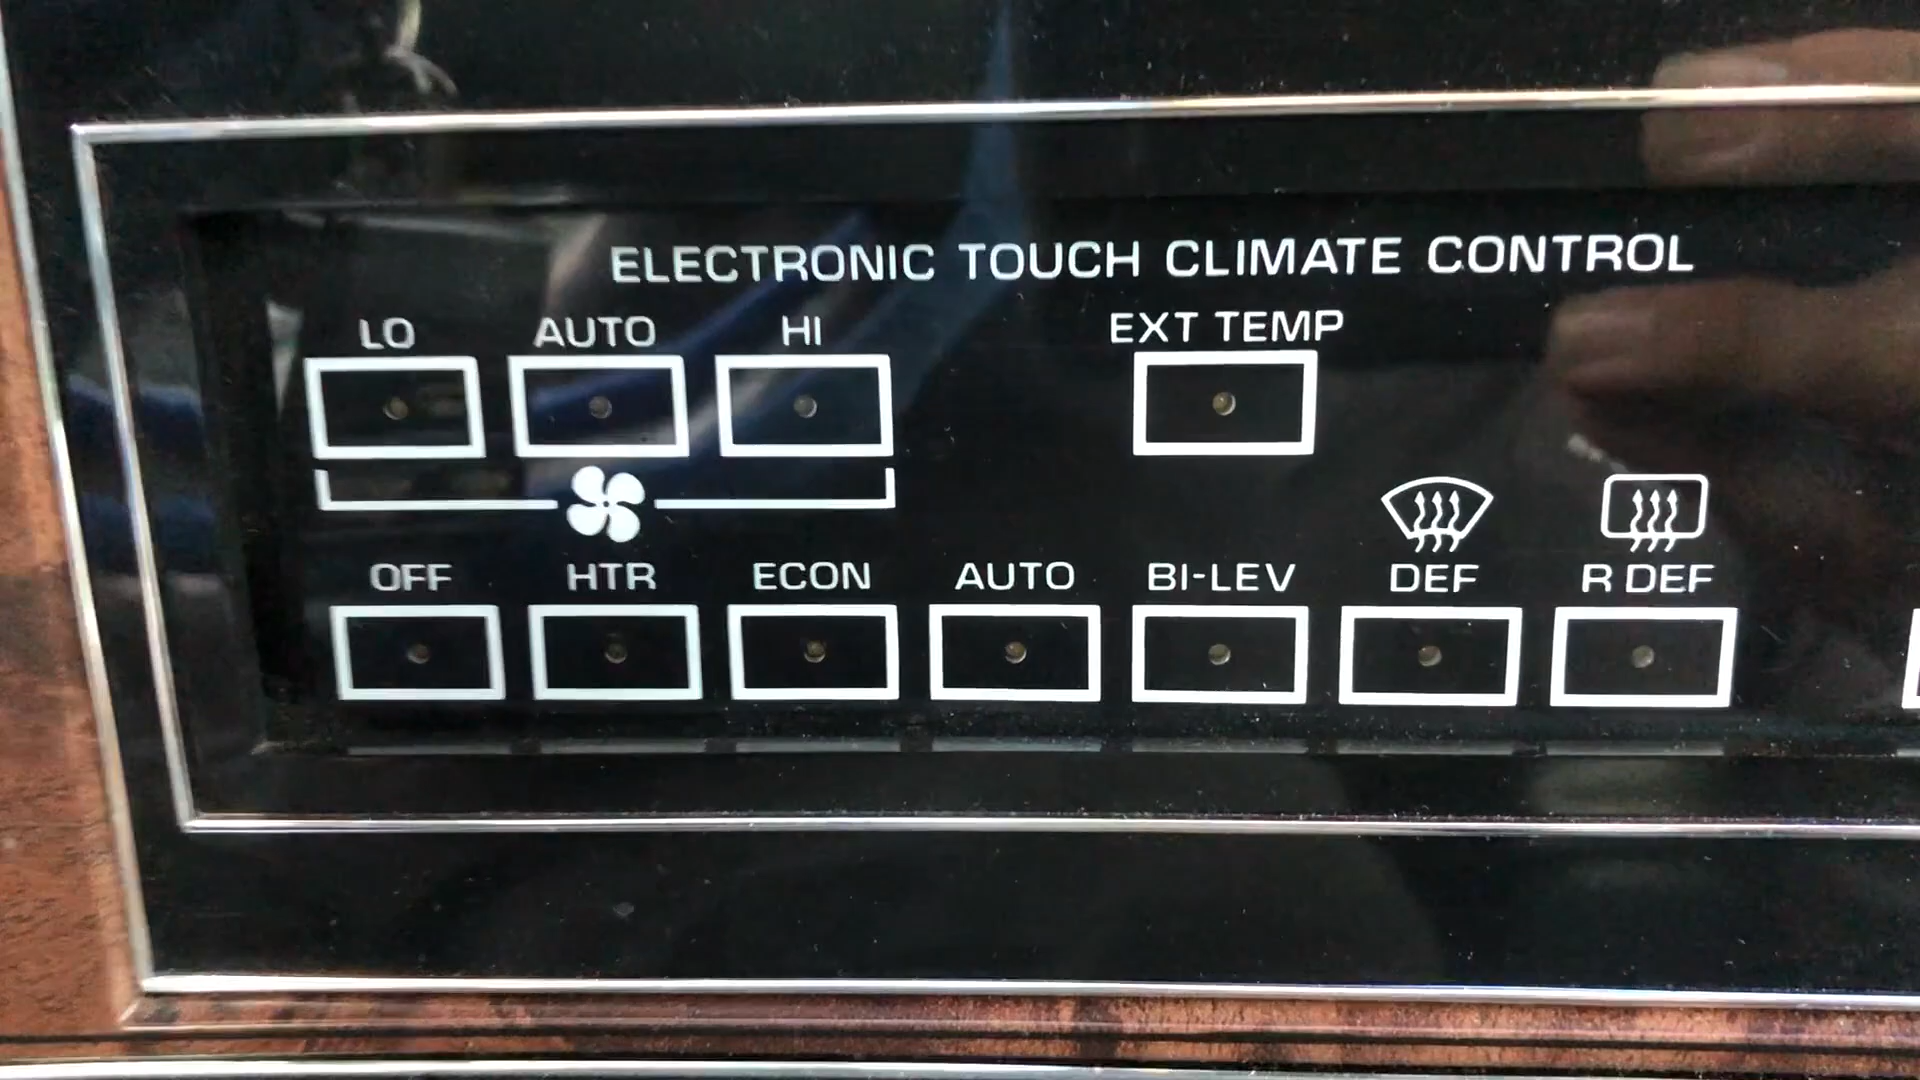 ELECTRONIC TOUCH CLIMATE CONTROL
LO AUTO HI EXT TEMP
OFF HTR ECON AUTO BI-LEV DEF R DEF